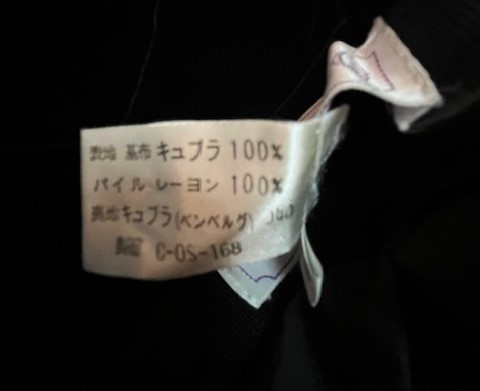 表地 基布 キュプラ 100%
パイル レーヨン 100%
裏地 キュプラ(ベンベルグ)
C-OS-168